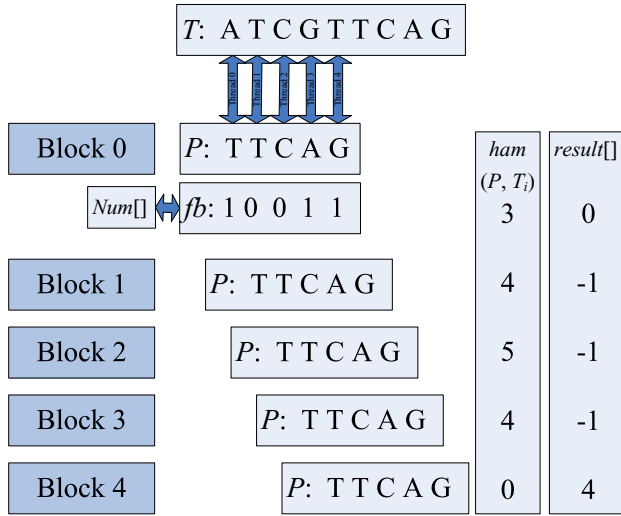 T: A T C G T T C A G
Thread 0 Thread 1 Thread 2 Thread 3 Thread 4
Block 0 P: T T C A G
ham result[]
(P, Ti)
Num[] fb: 1 0 0 1 1 3 0
Block 1 P: T T C A G 4 -1
Block 2 P: T T C A G 5 -1
Block 3 P: T T C A G 4 -1
Block 4 P: T T C A G 0 4